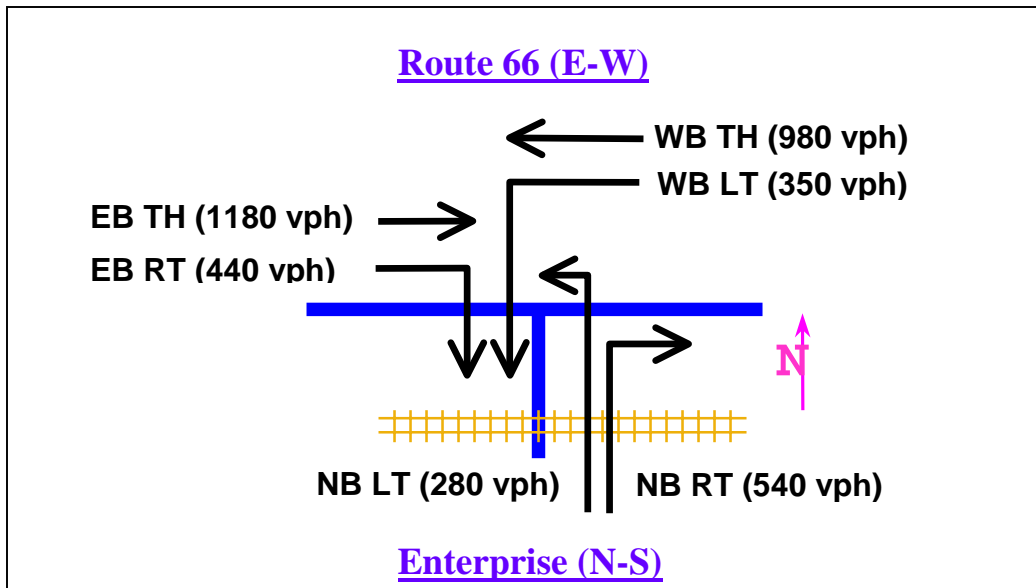 Route 66 (E-W)
WB TH (980 vph)
WB LT (350 vph)
EB TH (1180 vph)
EB RT (440 vph)
N
NB LT (280 vph)
NB RT (540 vph)
Enterprise (N-S)